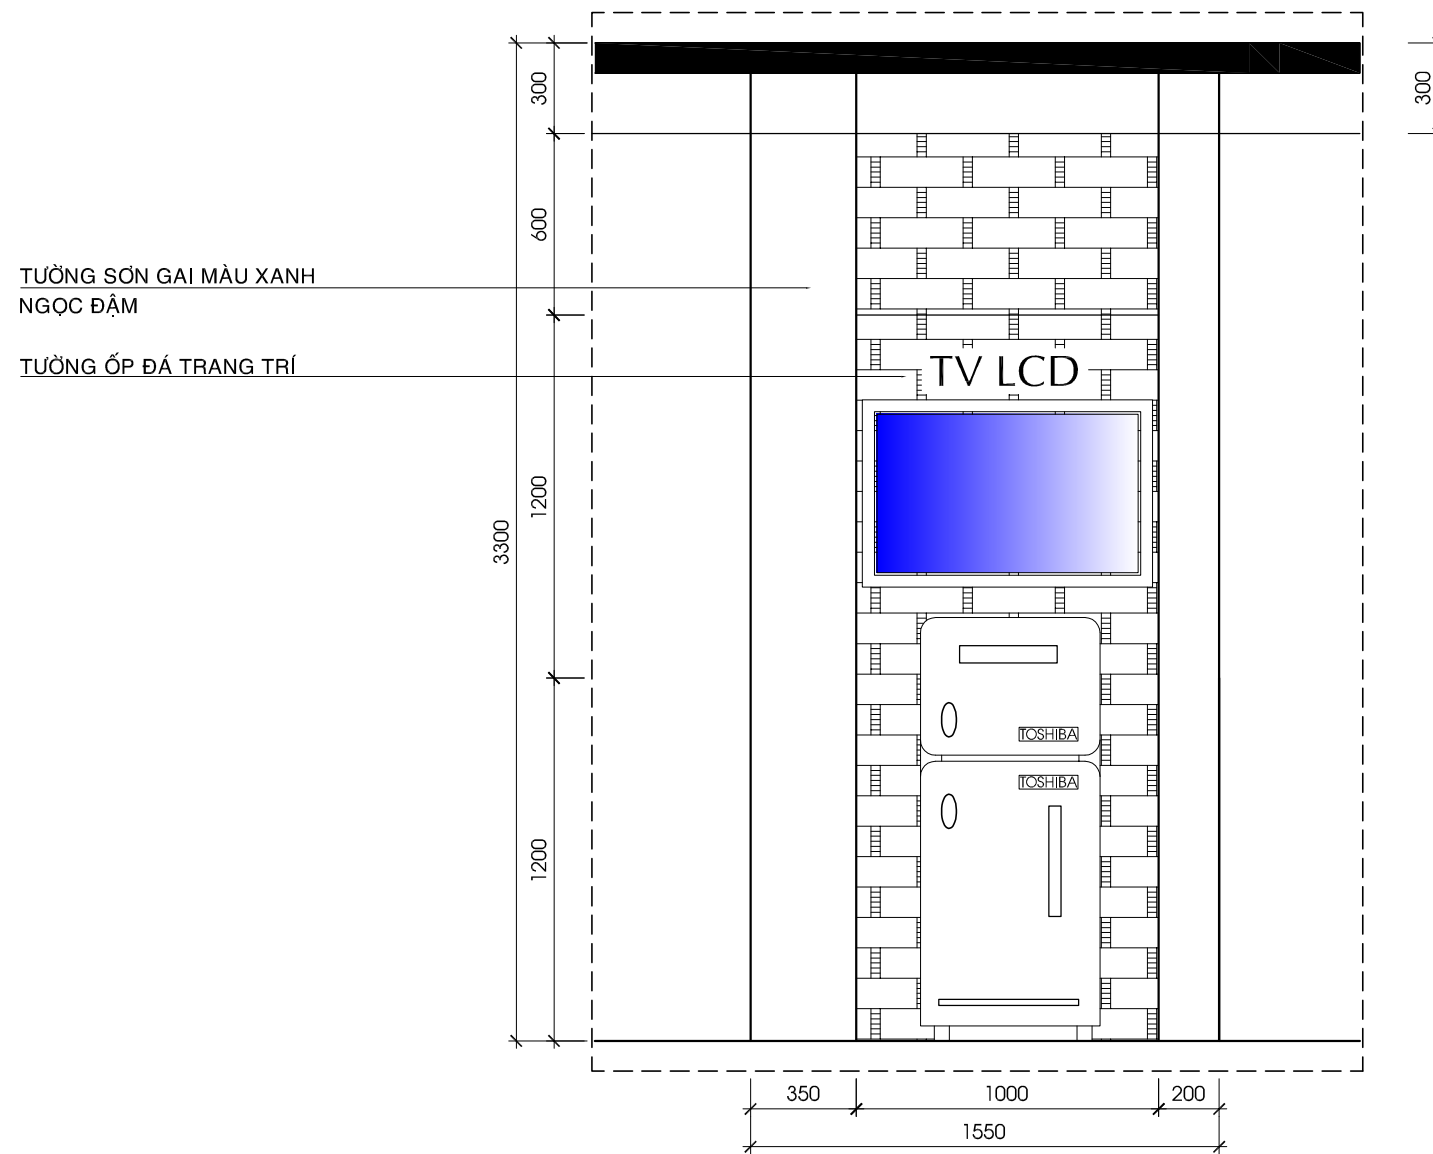 300
300
600
TƯỜNG SƠN GAI MÀU XANH
NGỌC ĐẬM
TƯỜNG ỐP ĐÁ TRANG TRÍ
TV LCD
1200
3300
TOSHIBA
TOSHIBA
1200
350
1000
200
1550